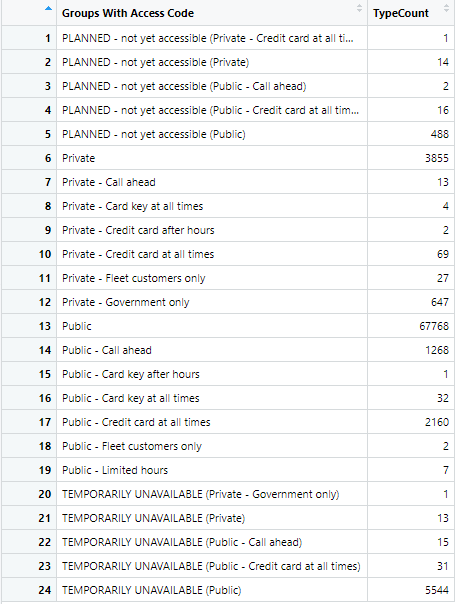 Groups With Access Code TypeCount
1 PLANNED - not yet accessible (Private - Credit card at all ti... 1
2 PLANNED - not yet accessible (Private) 14
3 PLANNED - not yet accessible (Public - Call ahead) 2
4 PLANNED - not yet accessible (Public - Credit card at all tim... 16
5 PLANNED - not yet accessible (Public) 488
6 Private 3855
7 Private - Call ahead 13
8 Private - Card key at all times 4
9 Private - Credit card after hours 2
10 Private - Credit card at all times 69
11 Private - Fleet customers only 27
12 Private - Government only 647
13 Public 67768
14 Public - Call ahead 1268
15 Public - Card key after hours 1
16 Public - Card key at all times 32
17 Public - Credit card at all times 2160
18 Public - Fleet customers only 2
19 Public - Limited hours 7
20 TEMPORARILY UNAVAILABLE (Private - Government only) 1
21 TEMPORARILY UNAVAILABLE (Private) 13
22 TEMPORARILY UNAVAILABLE (Public - Call ahead) 15
23 TEMPORARILY UNAVAILABLE (Public - Credit card at all times) 31
24 TEMPORARILY UNAVAILABLE (Public) 5544